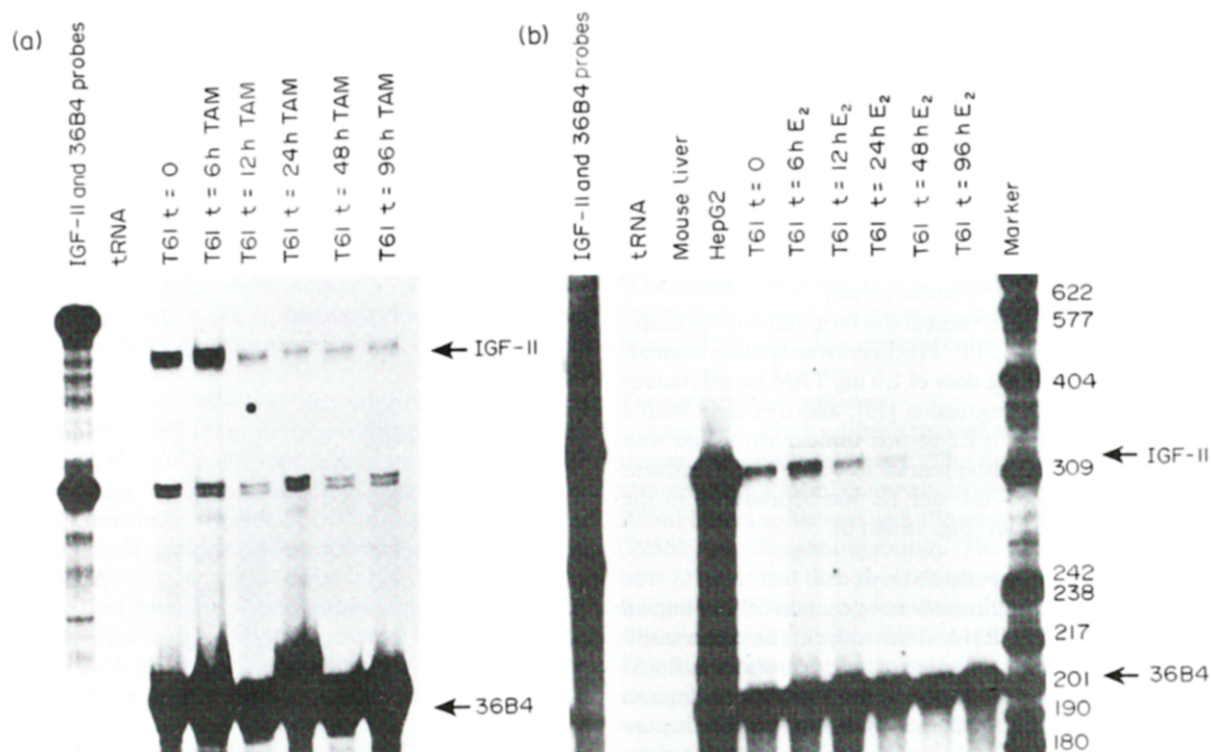 (a)
IGF-II and 36B4 probes
tRNA
T61 t = 0
T61 t = 6h TAM
T61 t = 12h TAM
T61 t = 24h TAM
T61 t = 48h TAM
T61 t = 96h TAM
IGF-II
36B4
(b)
IGF-II and 36B4 probes
tRNA
Mouse liver
HepG2
T61 t = 0
T61 t = 6h E2
T61 t = 12h E2
T61 t = 24h E2
T61 t = 48h E2
T61 t = 96h E2
Marker
622
577
404
309
242
238
217
201
190
180
IGF-II
36B4